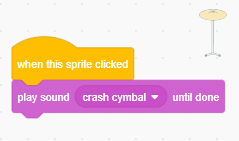 when this sprite clicked
play sound crash cymbal until done